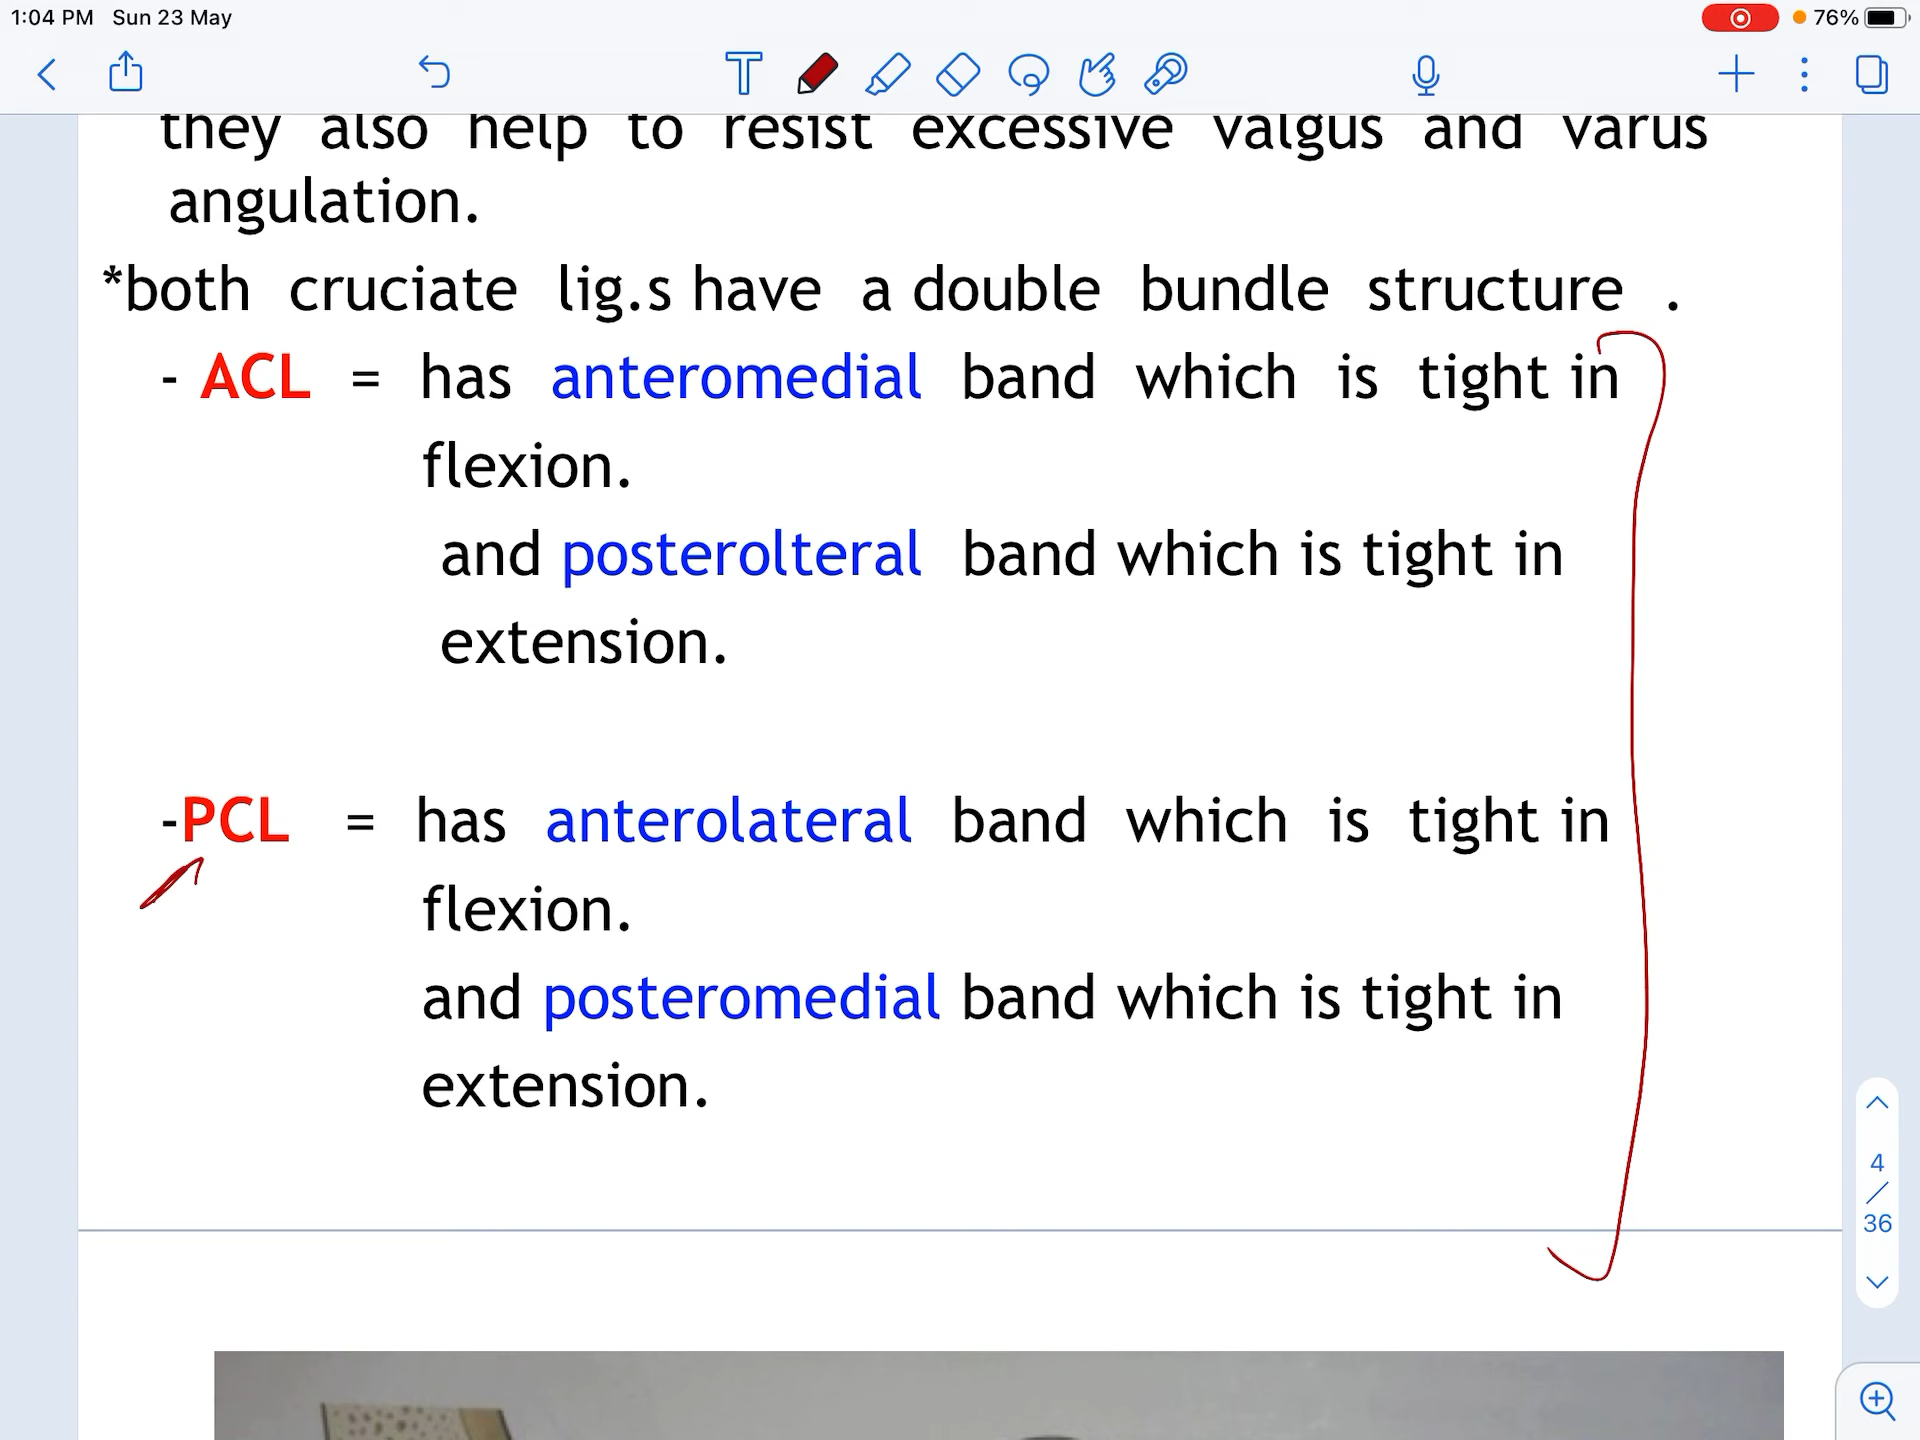 1:04 PM Sun 23 May 76%
they also help to resist excessive valgus and varus
angulation.
*both cruciate lig.s have a double bundle structure .
- ACL = has anteromedial band which is tight in
flexion.
and posterolteral band which is tight in
extension.
-PCL = has anterolateral band which is tight in
flexion.
and posteromedial band which is tight in
extension.
4
/
36